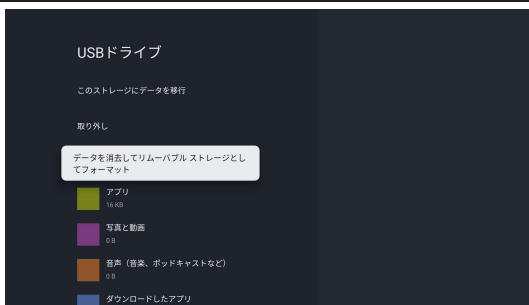 USBドライブ
このストレージにデータを移行
取り外し
データを消去してリムーバブル ストレージとし
てフォーマット
アプリ
16 KB
写真と動画
0 B
音声（音楽、ポッドキャストなど）
0 B
ダウンロードしたアプリ